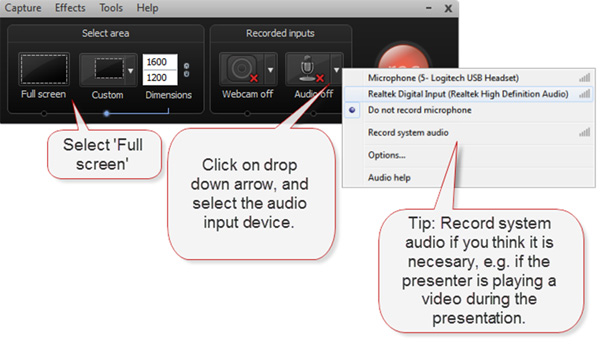 Capture Effects Tools Help
Select area
Recorded inputs
1600
1200
Full screen
Custom
Dimensions
Webcam off
Audio off
Microphone (5- Logitech USB Headset)
Realtek Digital Input (Realtek High Definition Audio)
Do not record microphone
Record system audio
Options...
Audio help
Select 'Full
screen'
Click on drop
down arrow, and
select the audio
input device.
Tip: Record system
audio if you think it is
necesary, e.g. if the
presenter is playing a
video during the
presentation.